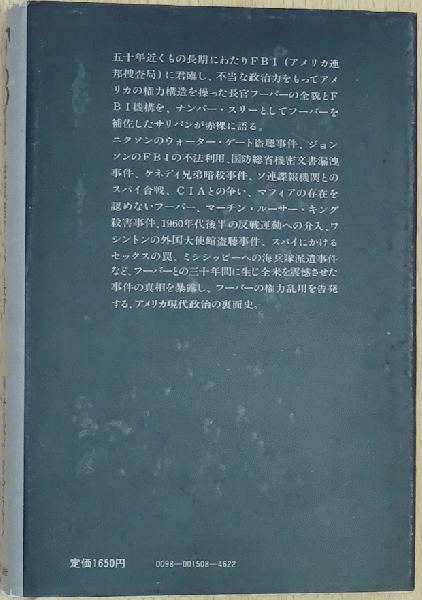 五十年近くもの長期にわたりFBI(アメリカ連
邦捜査局)に君臨し、不当な政治力をもってアメ
リカの権力構造を操った長官フーバーの全貌とF
BI機構を、ナンバー・スリーとしてフーバーを
補佐したサリバンが赤裸に語る。
ニクソンのウォーター・ゲート盗聴事件、ジョン
ソンのFBIの不法利用、国防総省機密文書漏洩
事件、ケネディ兄弟暗殺事件、ソ連諜報機関との
スパイ合戦、CIAとの争い、マフィアの存在を
認めないフーバー、マーチン・ルーサー・キング
殺害事件、1960年代後半の反戦運動への介入、ワ
シントンの外国大使館盗聴事件、スパイにかける
セックスの罠、ミシシッピーへの海兵隊派遣事件
など、フーバーとの三十年間に生じ全米を震憾させた
事件の真相を暴露し、フーバーの権力乱用を告発
する、アメリカ現代政治の裏面史。
定価1650円
0098—001508—4622